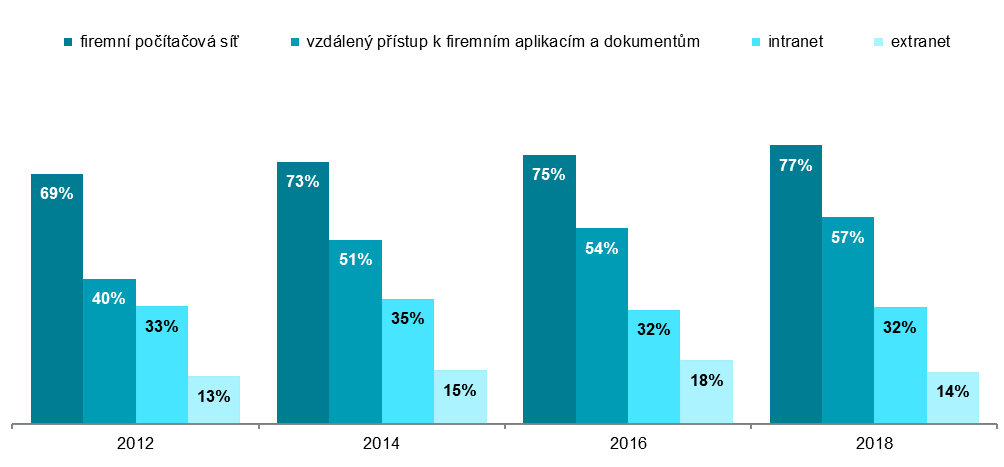 firemní počítačová síť vzdálený přístup k firemním aplikacím a dokumentům intranet extranet
69% 40% 33% 13%
73% 51% 35% 15%
75% 54% 32% 18%
77% 57% 32% 14%
2012 2014 2016 2018